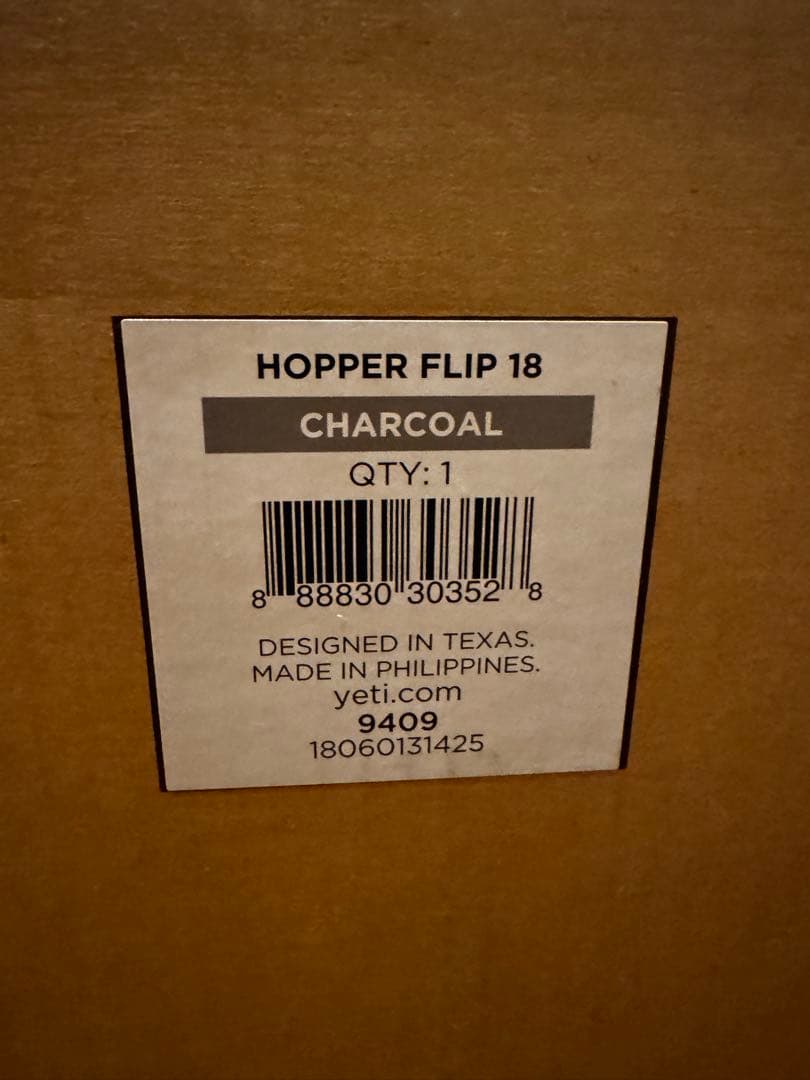 HOPPER FLIP 18
CHARCOAL
QTY: 1
8 88830 30352 8
DESIGNED IN TEXAS.
MADE IN PHILIPPINES.
yeti.com
9409
18060131425